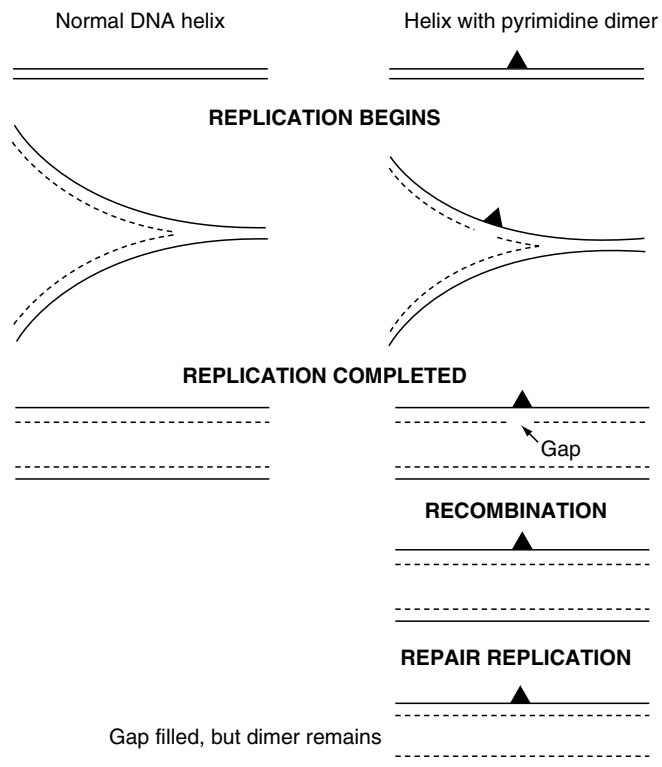 Normal DNA helix
Helix with pyrimidine dimer
REPLICATION BEGINS
REPLICATION COMPLETED
Gap
RECOMBINATION
REPAIR REPLICATION
Gap filled, but dimer remains